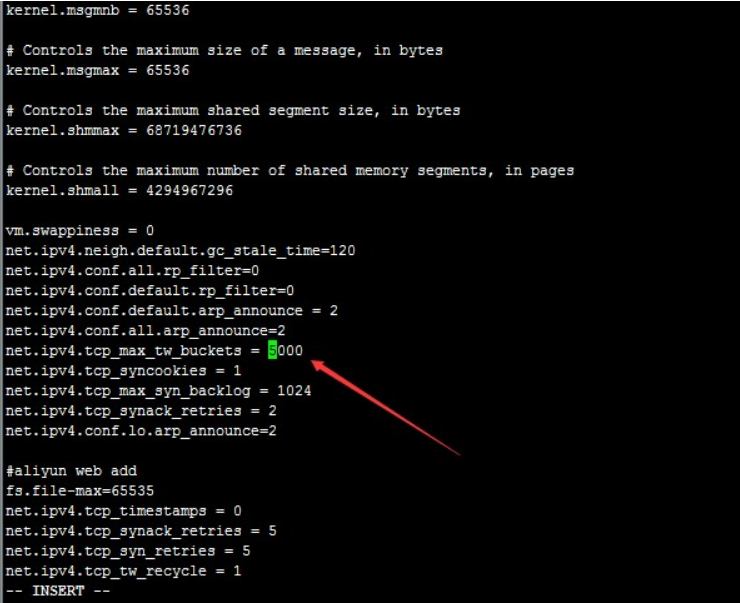 kernel.msgmnb = 65536
# Controls the maximum size of a message, in bytes
kernel.msgmax = 65536
# Controls the maximum shared segment size, in bytes
kernel.shmmax = 68719476736
# Controls the maximum number of shared memory segments, in pages
kernel.shmall = 4294967296
vm.swappiness = 0
net.ipv4.neigh.default.gc_stale_time=120
net.ipv4.conf.all.rp_filter=0
net.ipv4.conf.default.rp_filter=0
net.ipv4.conf.default.arp_announce = 2
net.ipv4.conf.all.arp_announce=2
net.ipv4.tcp_max_tw_buckets = 5000
net.ipv4.tcp_syncookies = 1
net.ipv4.tcp_max_syn_backlog = 1024
net.ipv4.tcp_synack_retries = 2
net.ipv4.conf.lo.arp_announce=2
#aliyun web add
fs.file-max=65535
net.ipv4.tcp_timestamps = 0
net.ipv4.tcp_synack_retries = 5
net.ipv4.tcp_syn_retries = 5
net.ipv4.tcp_tw_recycle = 1
-- INSERT --